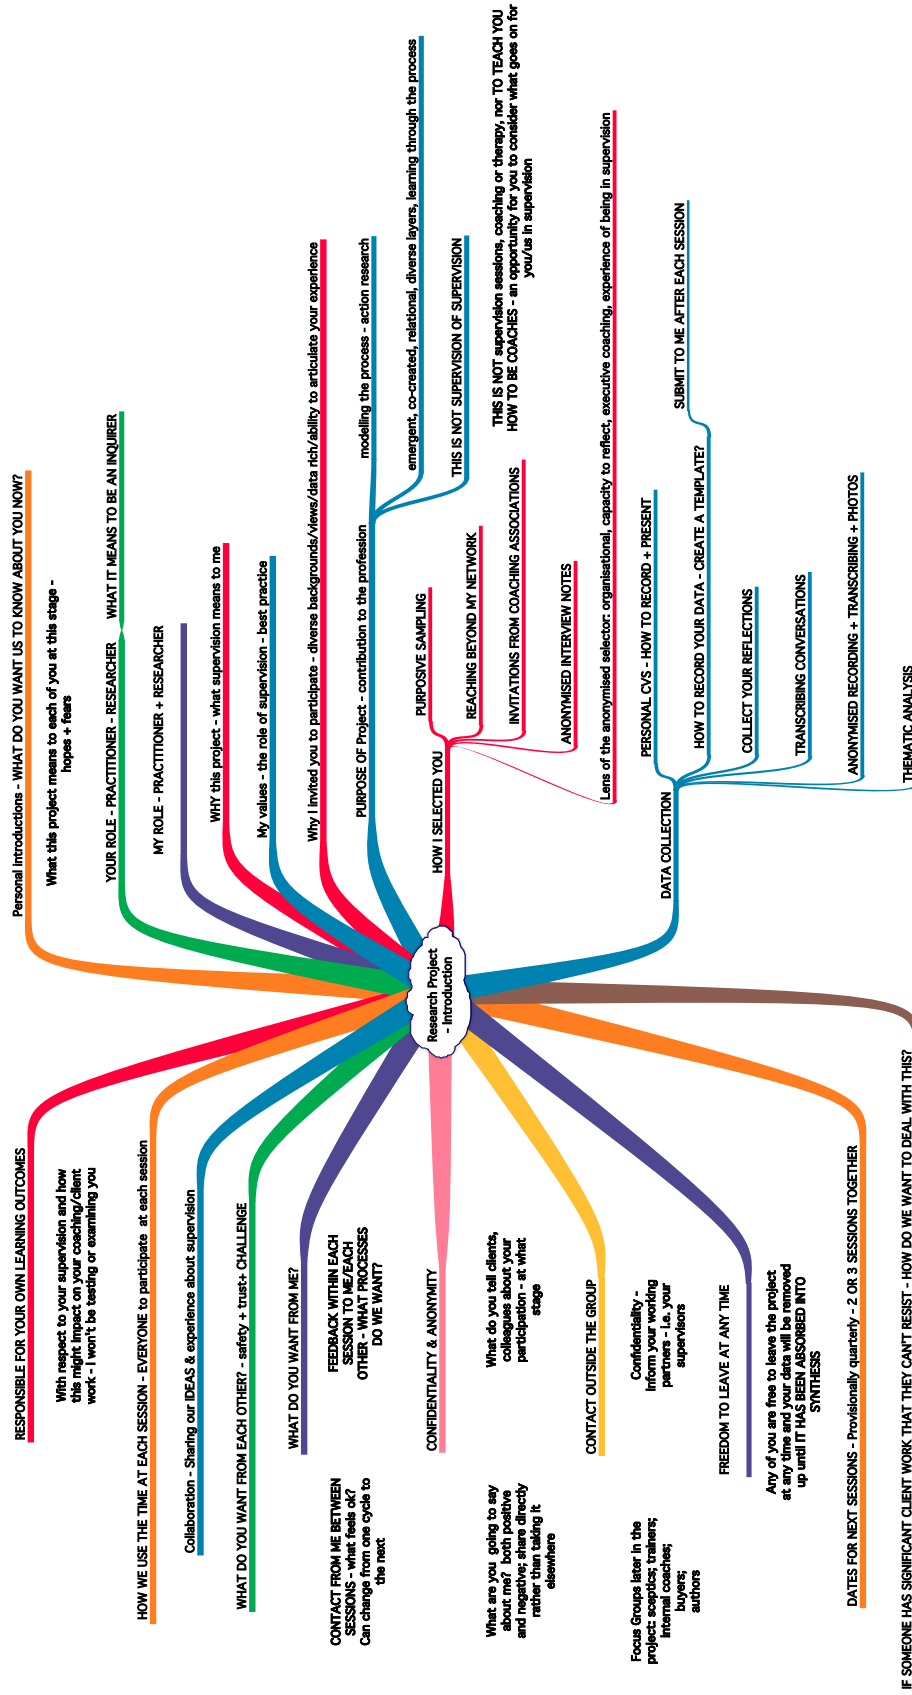 Research Project
- Introduction
Personal introductions - WHAT DO YOU WANT US TO KNOW ABOUT YOU NOW?
What this project means to each of you at this stage -
hopes + fears
YOUR ROLE - PRACTITIONER - RESEARCHER
WHAT IT MEANS TO BE AN INQUIRER
MY ROLE - PRACTITIONER + RESEARCHER
WHY this project - what supervision means to me
My values - the role of supervision - best practice
Why I invited you to participate - diverse backgrounds/views/data rich/ability to articulate your experience
PURPOSE OF Project - contribution to the profession
modelling the process - action research
emergent, co-created, relational, diverse layers, learning through the process
THIS IS NOT SUPERVISION OF SUPERVISION
THIS IS NOT supervision sessions, coaching or therapy, nor TO TEACH YOU
HOW TO BE COACHES - an opportunity for you to consider what goes on for
you/us in supervision
HOW I SELECTED YOU
PURPOSIVE SAMPLING
REACHING BEYOND MY NETWORK
INVITATIONS FROM COACHING ASSOCIATIONS
ANONYMISED INTERVIEW NOTES
Lens of the anonymised selector: organisational, capacity to reflect, executive coaching, experience of being in supervision
DATA COLLECTION
PERSONAL CVS - HOW TO RECORD + PRESENT
HOW TO RECORD YOUR DATA - CREATE A TEMPLATE?
SUBMIT TO ME AFTER EACH SESSION
COLLECT YOUR REFLECTIONS
TRANSCRIBING CONVERSATIONS
ANONYMISED RECORDING + TRANSCRIBING + PHOTOS
THEMATIC ANALYSIS
RESPONSIBLE FOR YOUR OWN LEARNING OUTCOMES
With respect to your supervision and how
this might impact on your coaching/client
work - I won't be testing or examining you
HOW WE USE THE TIME AT EACH SESSION - EVERYONE to participate at each session
Collaboration - Sharing our IDEAS & experience about supervision
WHAT DO YOU WANT FROM EACH OTHER? - safety + trust+ CHALLENGE
WHAT DO YOU WANT FROM ME?
FEEDBACK WITHIN EACH
SESSION TO ME/EACH
OTHER - WHAT PROCESSES
DO WE WANT?
CONTACT FROM ME BETWEEN
SESSIONS - what feels ok?
Can change from one cycle to
the next
CONFIDENTIALITY & ANONYMITY
What do you tell clients,
colleagues about your
participation - at what
stage
What are you going to say
about me? both positive
and negative; share directly
rather than taking it
elsewhere
CONTACT OUTSIDE THE GROUP
Confidentiality -
Inform your working
partners - i.e. your
supervisors
Focus Groups later in the
project: sceptics; trainers;
internal coaches;
buyers;
authors
FREEDOM TO LEAVE AT ANY TIME
Any of you are free to leave the project
at any time and your data will be removed
up until IT HAS BEEN ABSORBED INTO
SYNTHESIS
DATES FOR NEXT SESSIONS - Provisionally quarterly - 2 OR 3 SESSIONS TOGETHER
IF SOMEONE HAS SIGNIFICANT CLIENT WORK THAT THEY CAN'T RESIST - HOW DO WE WANT TO DEAL WITH THIS?